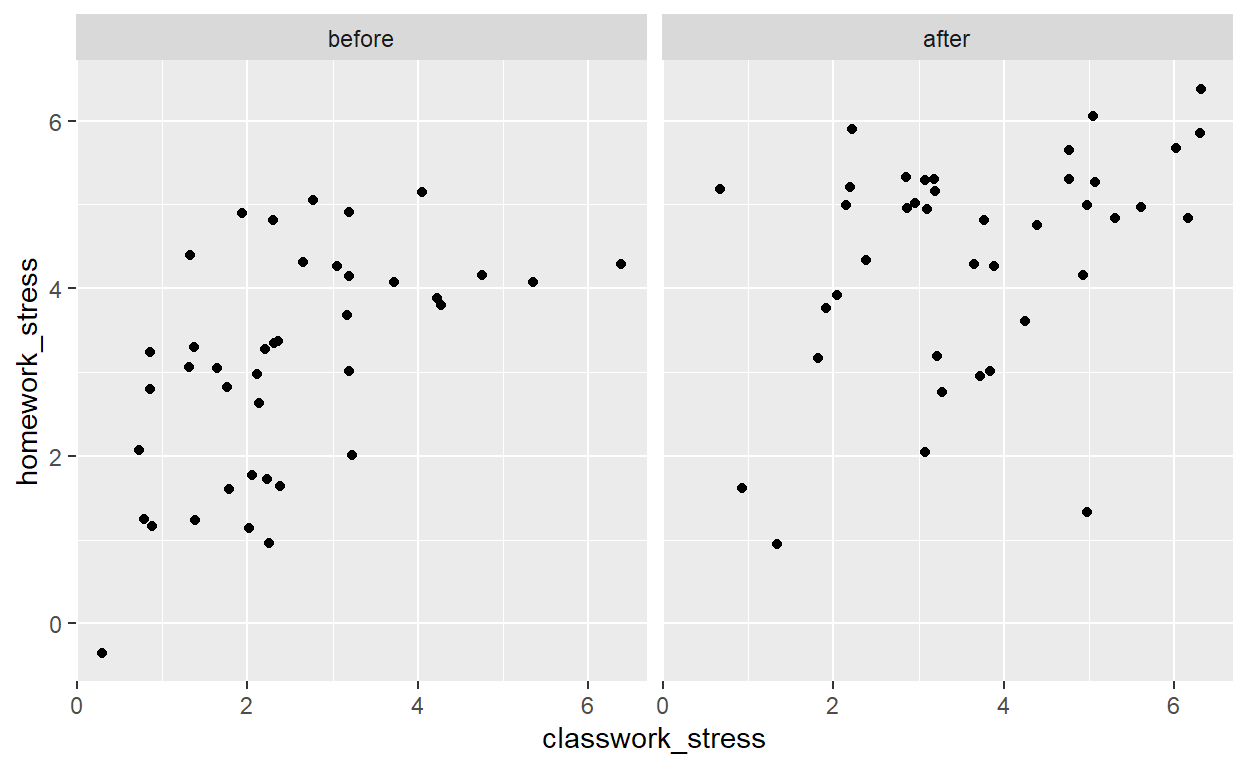 before after
6
4
2
0
homework_stress
0 2 4 6 0 2 4 6
classwork_stress